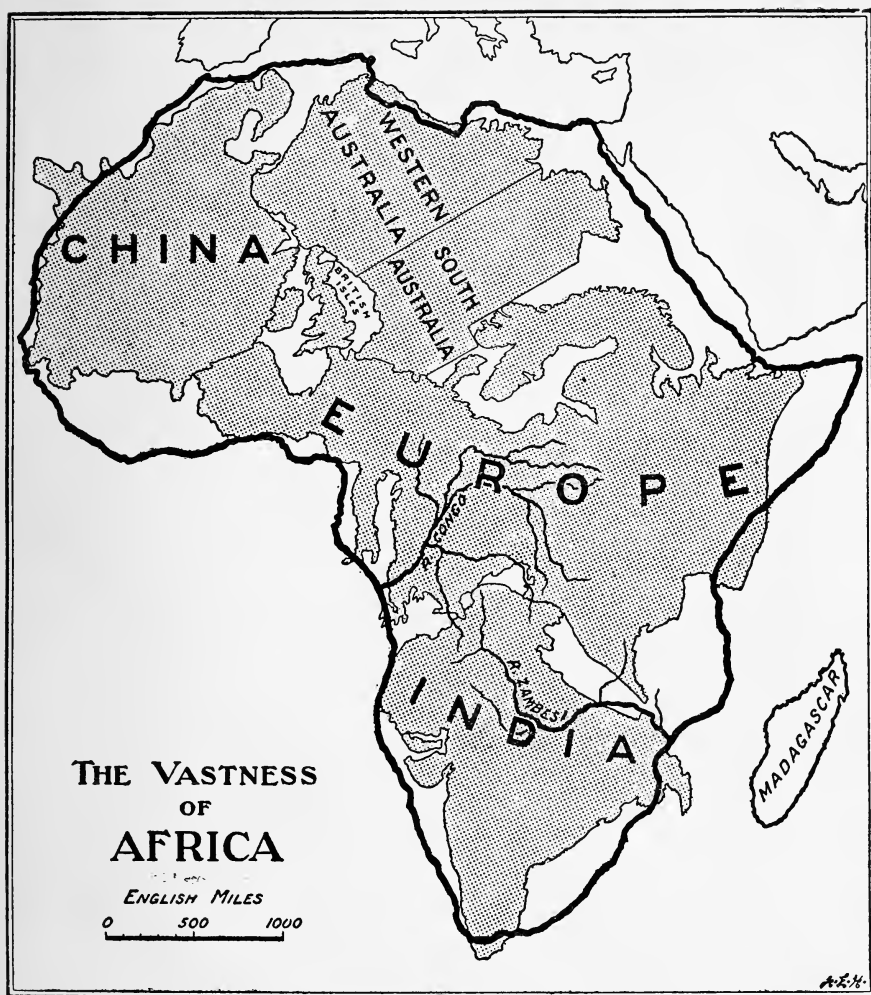 CHINA
WESTERN
AUSTRALIA
SOUTH
AUSTRALIA
BRITISH
ISLES
EUROPE
R. CONGO
R. ZAMBESI
INDIA
MADAGASCAR
THE VASTNESS
OF
AFRICA
ENGLISH MILES
0 500 1000